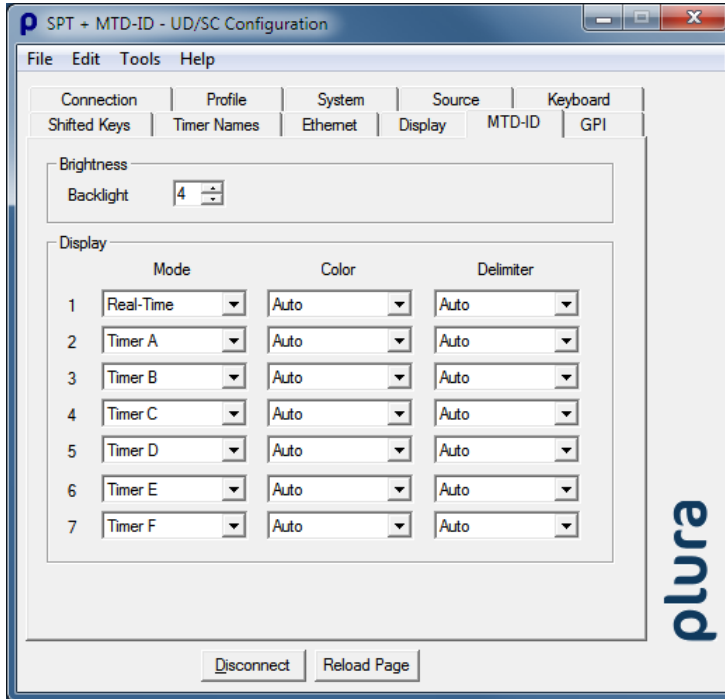 SPT + MTD-ID - UD/SC Configuration
File Edit Tools Help
Connection Profile System Source Keyboard
Shifted Keys Timer Names Ethernet Display MTD-ID GPI
Brightness
Backlight 4
Display
Mode Color Delimiter
1 Real-Time Auto Auto
2 Timer A Auto Auto
3 Timer B Auto Auto
4 Timer C Auto Auto
5 Timer D Auto Auto
6 Timer E Auto Auto
7 Timer F Auto Auto
plura
Disconnect Reload Page